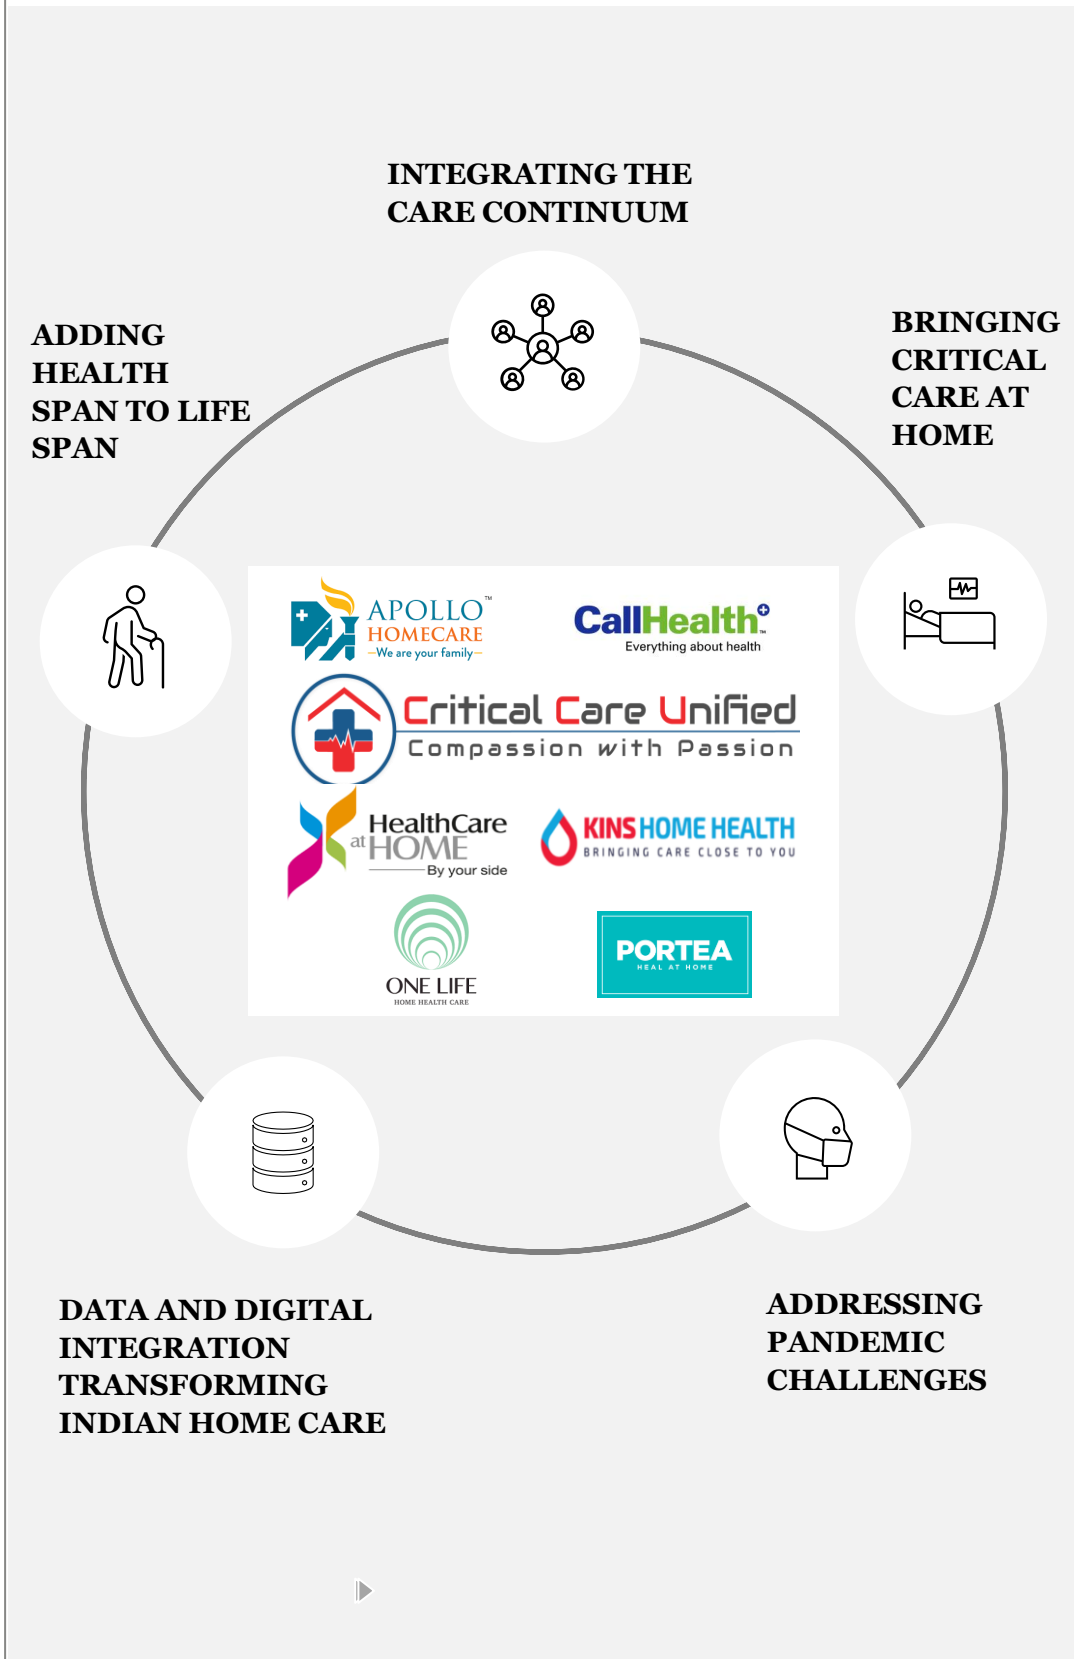 INTEGRATING THE
CARE CONTINUUM
ADDING
HEALTH
SPAN TO LIFE
SPAN
BRINGING
CRITICAL
CARE AT
HOME
APOLLO™
HOMECARE
We are your family
CallHealth™
Everything about health
Critical Care Unified
Compassion with Passion
HealthCare
at HOME
By your side
KINS HOME HEALTH
BRINGING CARE CLOSE TO YOU
ONE LIFE
HOME HEALTH CARE
PORTEA
HEAL AT HOME
DATA AND DIGITAL
INTEGRATION
TRANSFORMING
INDIAN HOME CARE
ADDRESSING
PANDEMIC
CHALLENGES